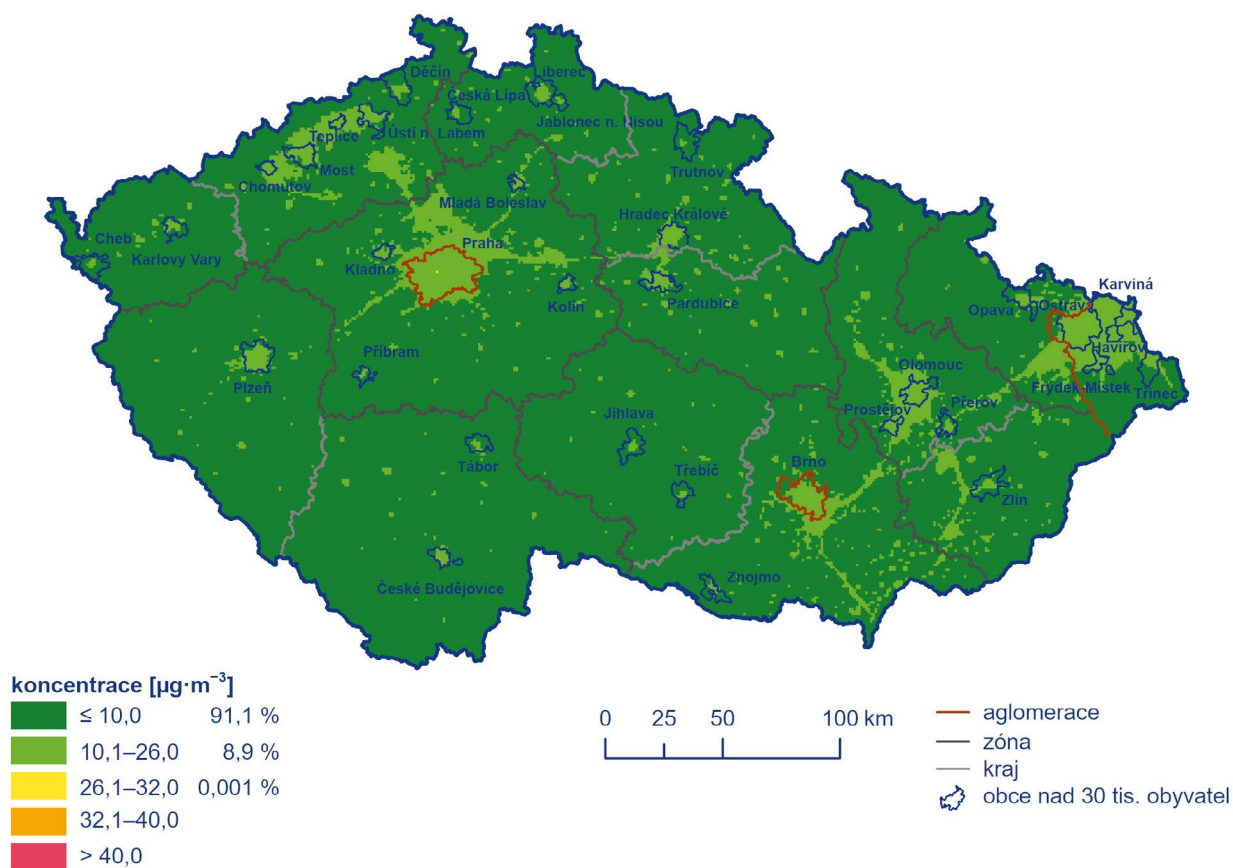 Děčín
Liberec
Česká Lípa
Jablonec n. Nisou
Teplice
Ústí n. Labem
Most
Chomutov
Trutnov
Mladá Boleslav
Hradec Králové
Cheb
Karlovy Vary
Kladno
Praha
Kolín
Pardubice
Karviná
Opava
Ostrava
Havířov
Příbram
Plzeň
Olomouc
Frýdek-Místek
Třinec
Prostějov
Přerov
Jihlava
Tábor
Třebíč
Brno
Zlín
České Budějovice
Znojmo
koncentrace [µg·m⁻³]
≤ 10,0 91,1 %
10,1–26,0 8,9 %
26,1–32,0 0,001 %
32,1–40,0
> 40,0
0 25 50 100 km
aglomerace
zóna
kraj
obce nad 30 tis. obyvatel